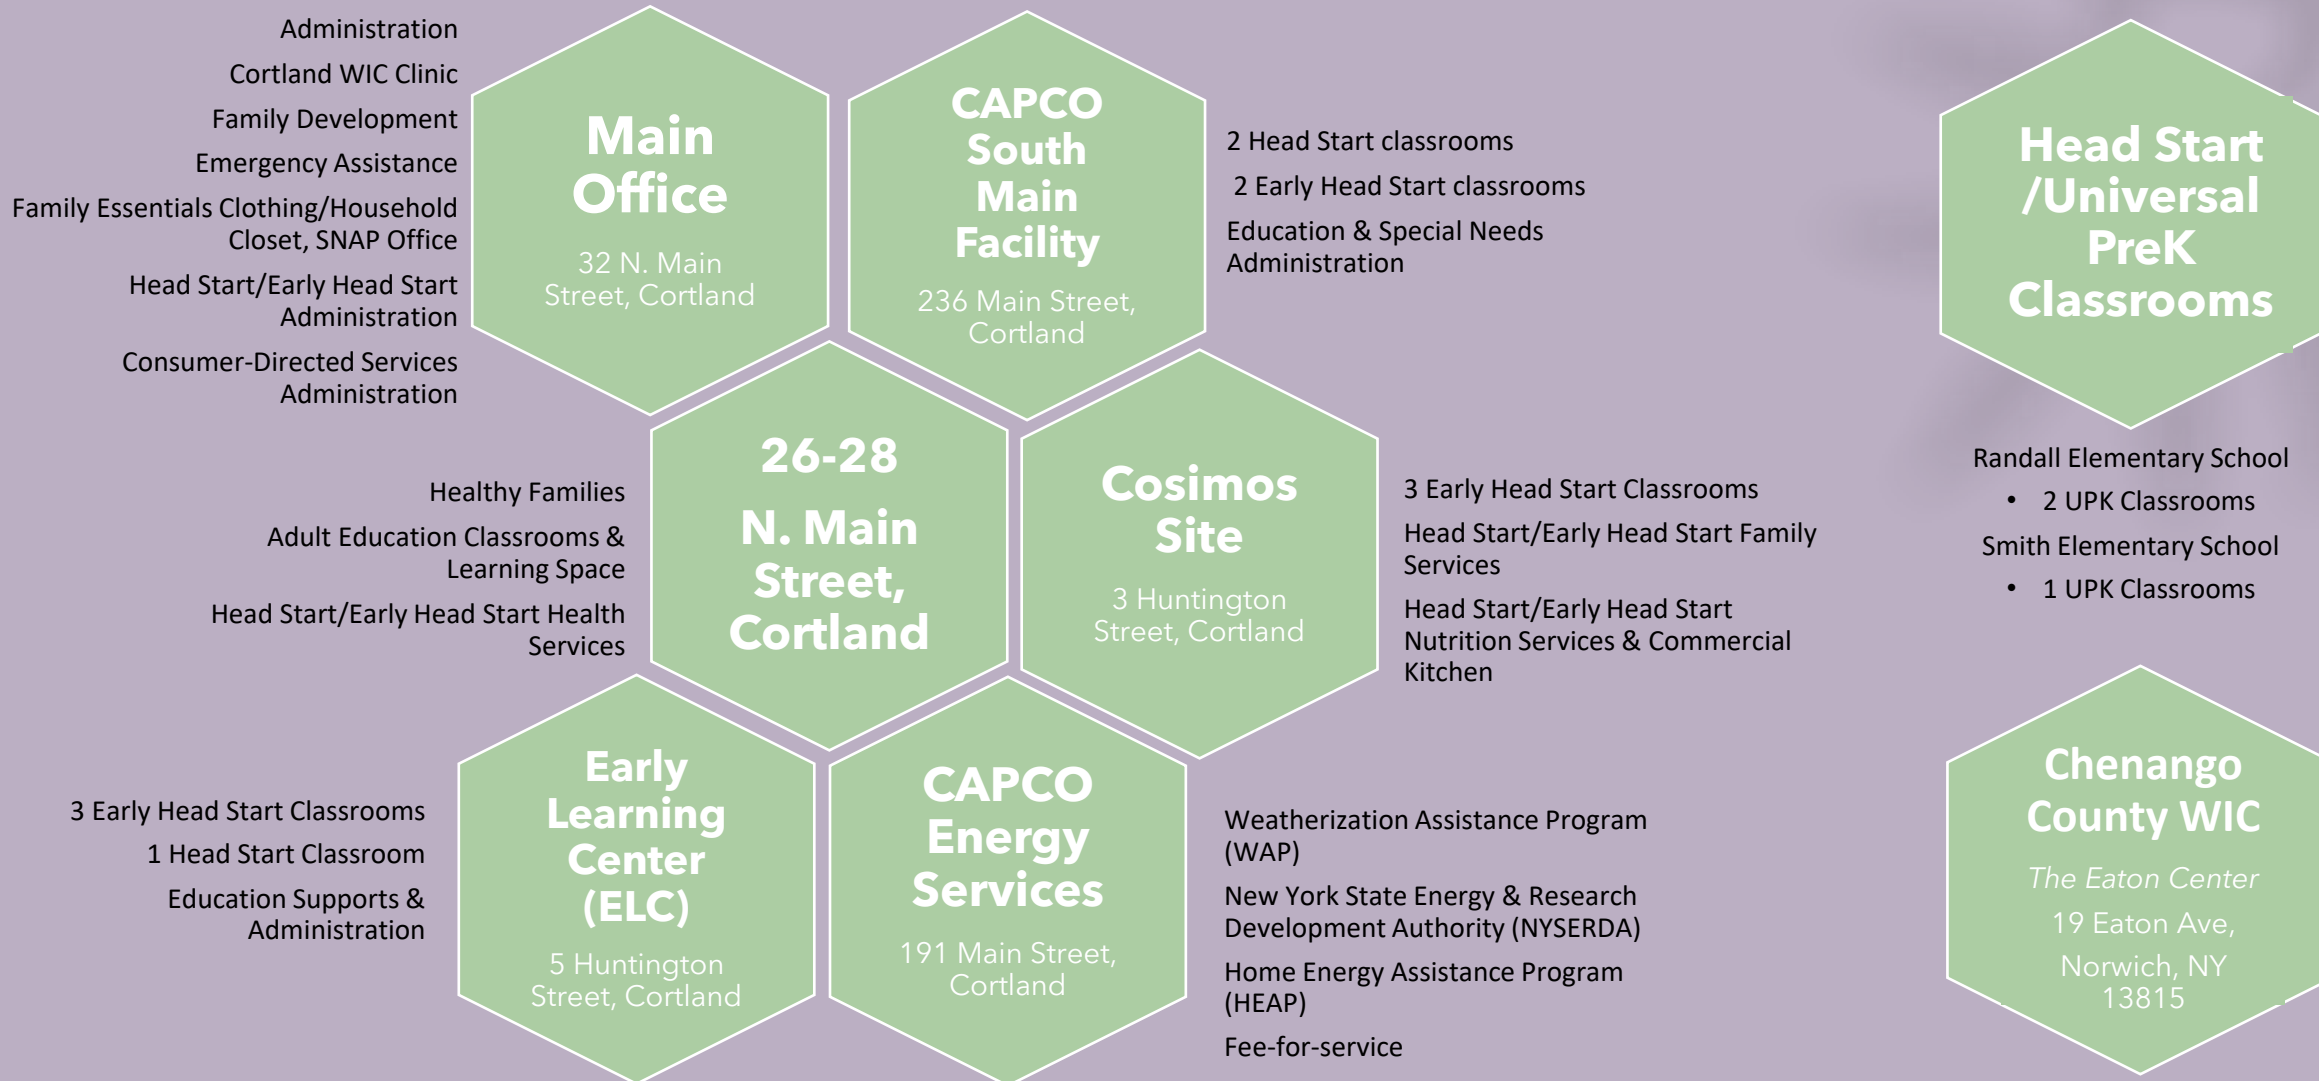 Administration
Cortland WIC Clinic
Family Development
Emergency Assistance
Family Essentials Clothing/Household
Closet, SNAP Office
Head Start/Early Head Start
Administration
Consumer-Directed Services
Administration
Main
Office
32 N. Main
Street, Cortland
CAPCO
South
Main
Facility
236 Main Street,
Cortland
2 Head Start classrooms
2 Early Head Start classrooms
Education & Special Needs
Administration
Healthy Families
Adult Education Classrooms &
Learning Space
Head Start/Early Head Start Health
Services
26-28
N. Main
Street,
Cortland
Cosimos
Site
3 Huntington
Street, Cortland
3 Early Head Start Classrooms
Head Start/Early Head Start Family
Services
Head Start/Early Head Start
Nutrition Services & Commercial
Kitchen
3 Early Head Start Classrooms
1 Head Start Classroom
Education Supports &
Administration
Early
Learning
Center
(ELC)
5 Huntington
Street, Cortland
CAPCO
Energy
Services
191 Main Street,
Cortland
Weatherization Assistance Program
(WAP)
New York State Energy & Research
Development Authority (NYSERDA)
Home Energy Assistance Program
(HEAP)
Fee-for-service
Head Start
/Universal
PreK
Classrooms
Randall Elementary School
• 2 UPK Classrooms
Smith Elementary School
• 1 UPK Classrooms
Chenango
County WIC
The Eaton Center
19 Eaton Ave,
Norwich, NY
13815